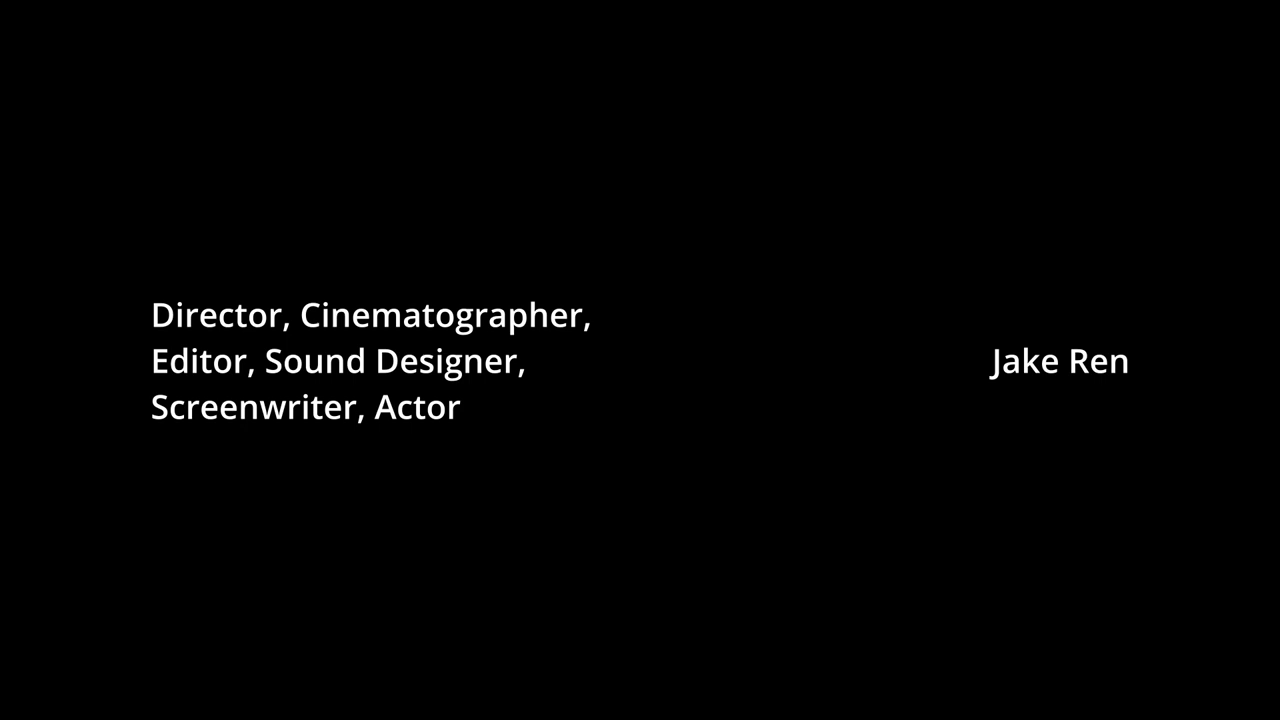 Director, Cinematographer,
Editor, Sound Designer,
Screenwriter, Actor
Jake Ren